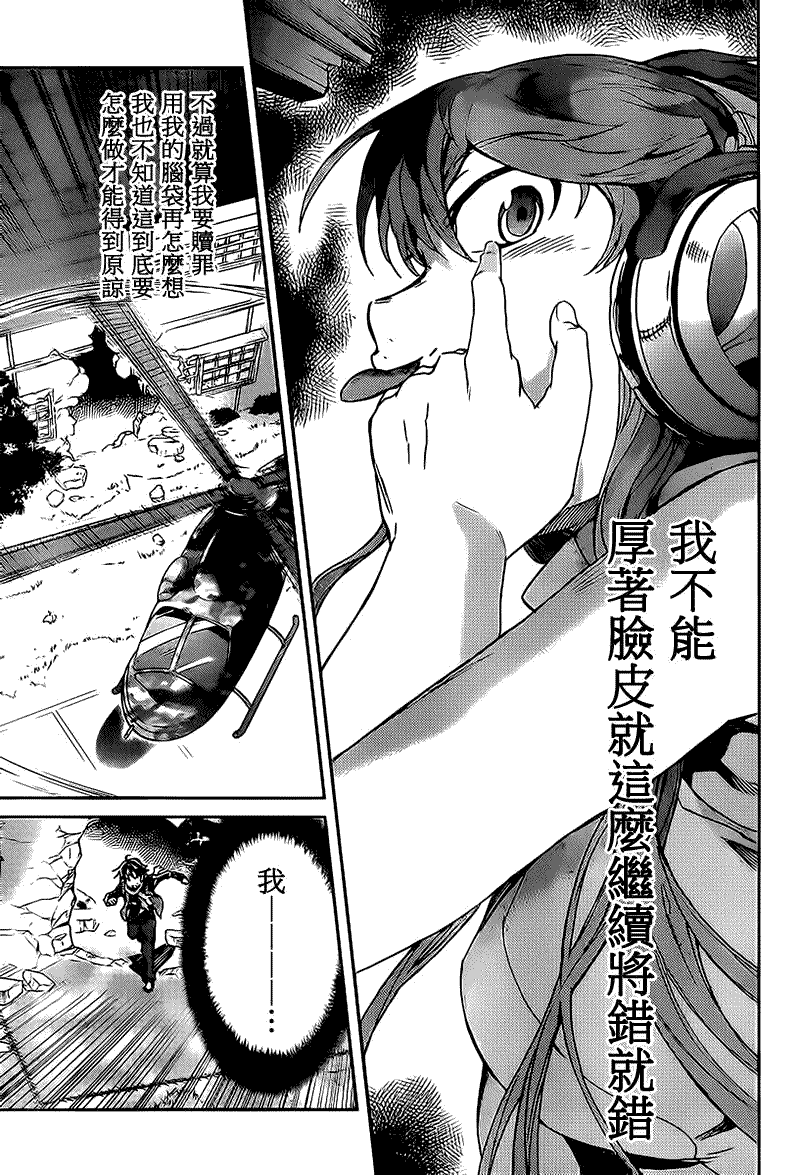 我不能
厚著臉皮就這麼繼續將錯就錯
不過就算我要贖罪
用我的腦袋再怎麼想
我也不知道這到底要
怎麼做才能得到原諒
我————…